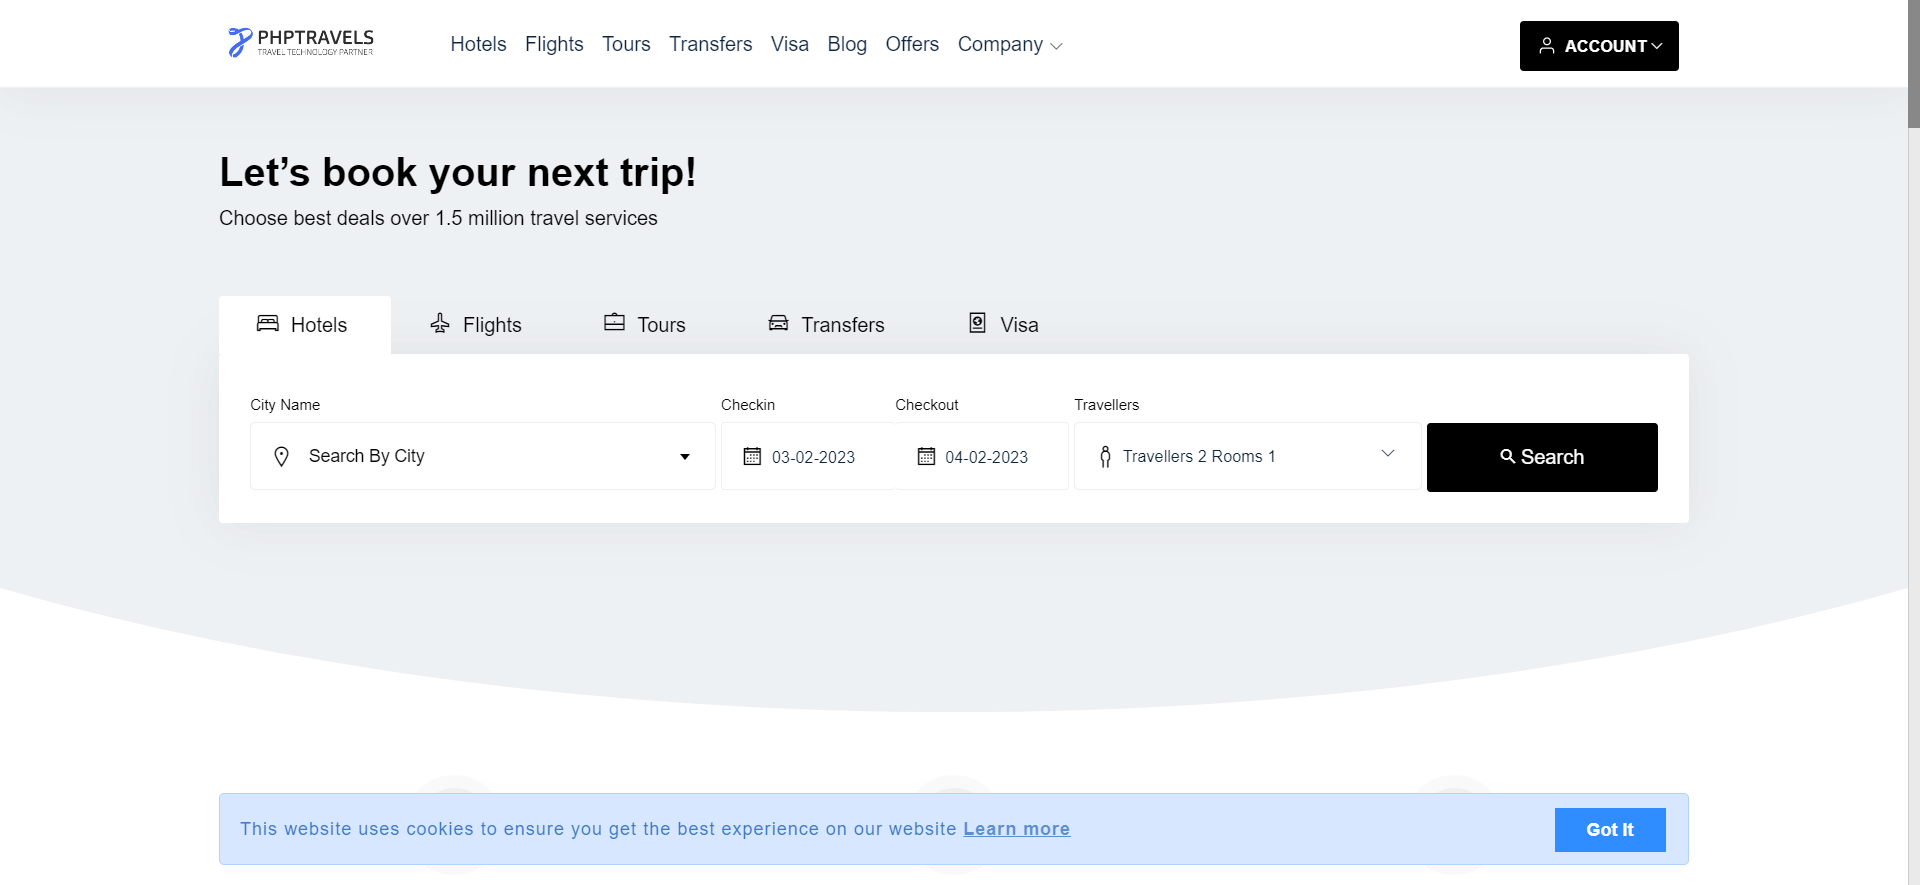 PHPTRAVELS
TRAVEL TECHNOLOGY PARTNER
Hotels Flights Tours Transfers Visa Blog Offers Company
ACCOUNT
Let’s book your next trip!
Choose best deals over 1.5 million travel services
Hotels Flights Tours Transfers Visa
City Name Checkin Checkout Travellers
Search By City 03-02-2023 04-02-2023 Travellers 2 Rooms 1 Search
This website uses cookies to ensure you get the best experience on our website Learn more
Got It